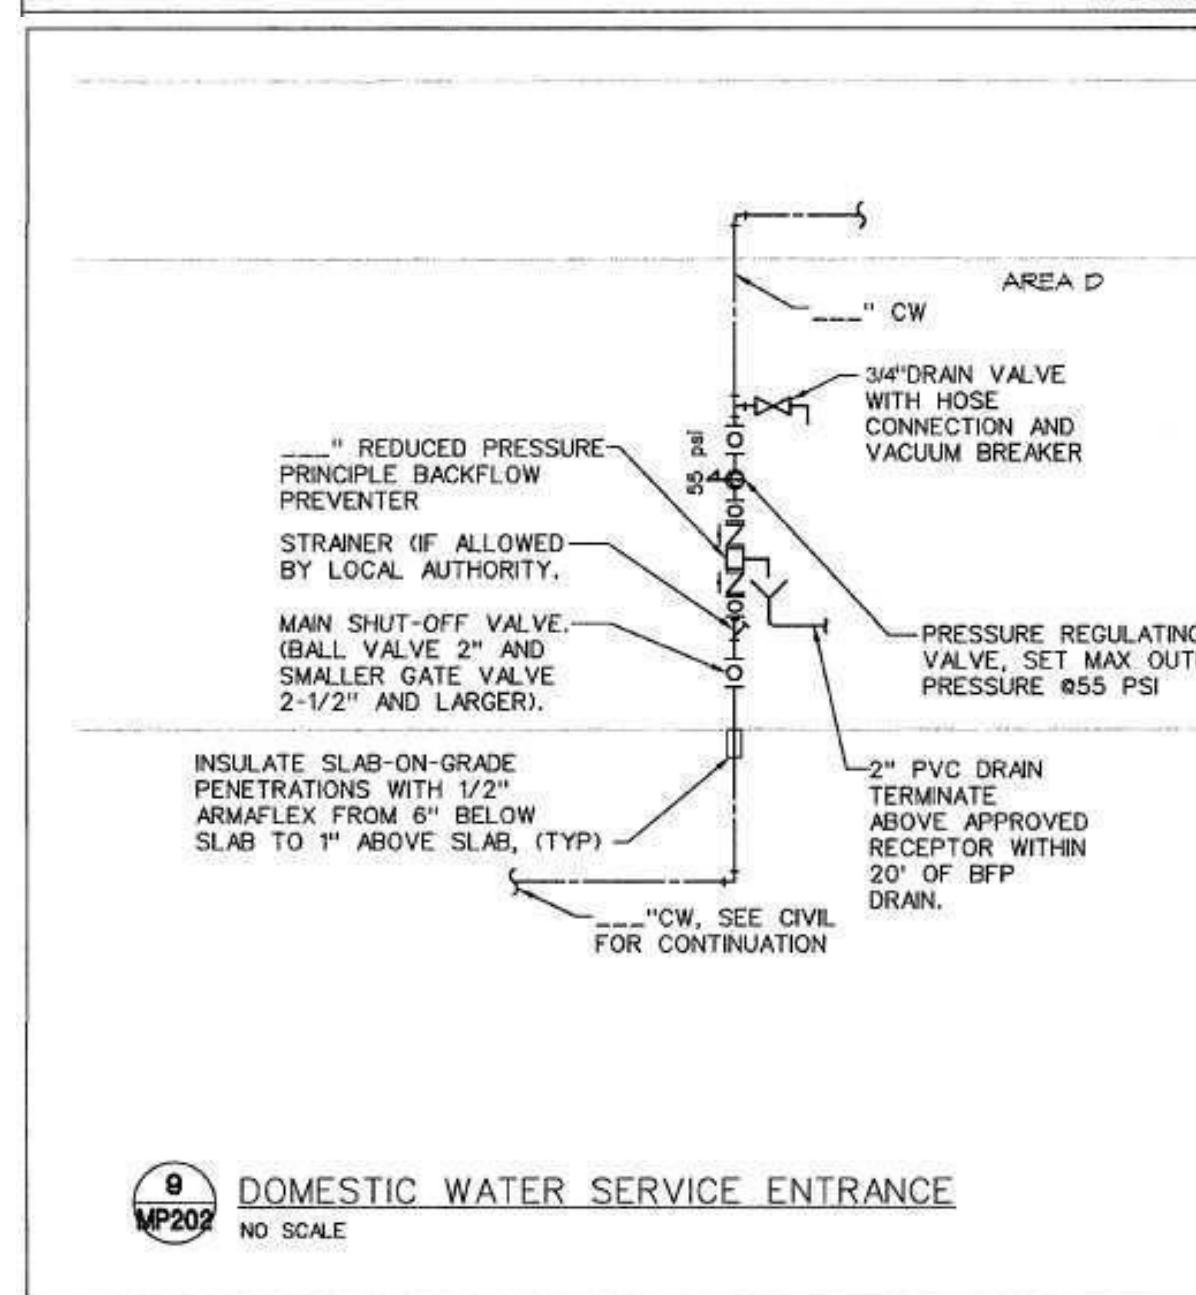 AREA D
___" CW
3/4"DRAIN VALVE
WITH HOSE
CONNECTION AND
VACUUM BREAKER
55 psi
___" REDUCED PRESSURE
PRINCIPLE BACKFLOW
PREVENTER
STRAINER (IF ALLOWED
BY LOCAL AUTHORITY.
MAIN SHUT-OFF VALVE.
(BALL VALVE 2" AND
SMALLER GATE VALVE
2-1/2" AND LARGER).
PRESSURE REGULATING
VALVE, SET MAX OUT
PRESSURE @55 PSI
INSULATE SLAB-ON-GRADE
PENETRATIONS WITH 1/2"
ARMAFLEX FROM 6" BELOW
SLAB TO 1" ABOVE SLAB, (TYP)
2" PVC DRAIN
TERMINATE
ABOVE APPROVED
RECEPTOR WITHIN
20' OF BFP
DRAIN.
___"CW, SEE CIVIL
FOR CONTINUATION
9
MP202
DOMESTIC WATER SERVICE ENTRANCE
NO SCALE